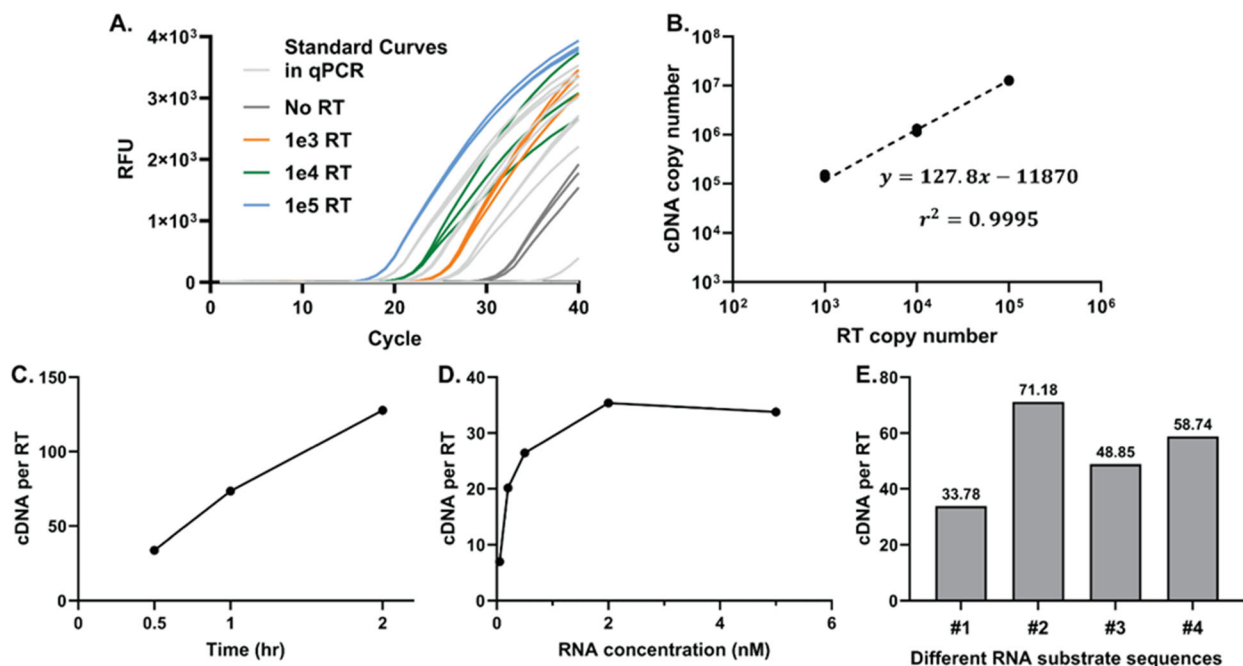 A.
4×10³
3×10³
2×10³
1×10³
0
RFU
0
10
20
30
40
Cycle
Standard Curves
in qPCR
No RT
1e3 RT
1e4 RT
1e5 RT
B.
10⁸
10⁷
10⁶
10⁵
10⁴
10³
cDNA copy number
10²
10³
10⁴
10⁵
10⁶
RT copy number
y = 127.8x − 11870
r² = 0.9995
C.
150
100
50
0
cDNA per RT
0
0.5
1
2
Time (hr)
D.
40
30
20
10
0
cDNA per RT
0
2
4
6
RNA concentration (nM)
E.
80
60
40
20
0
cDNA per RT
33.78
71.18
48.85
58.74
#1
#2
#3
#4
Different RNA substrate sequences